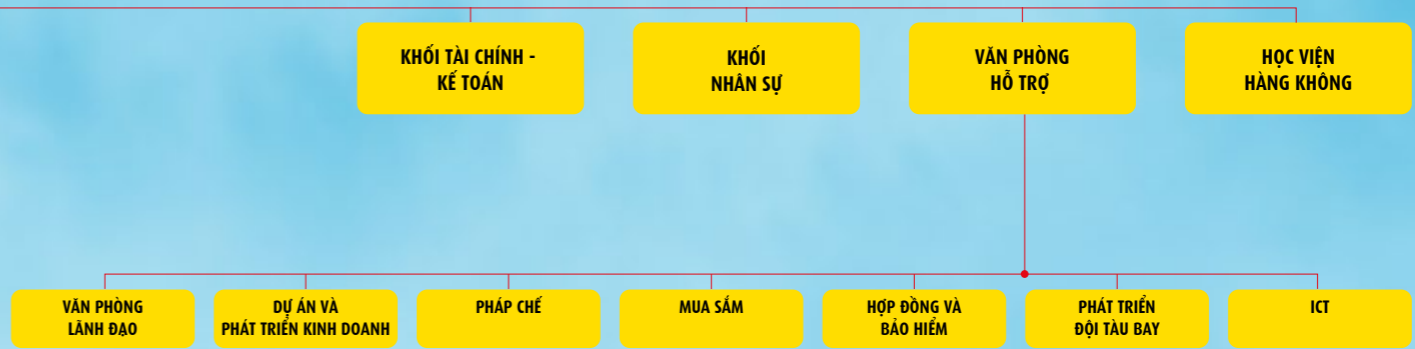 KHỐI TÀI CHÍNH -
KẾ TOÁN
KHỐI
NHÂN SỰ
VĂN PHÒNG
HỖ TRỢ
HỌC VIỆN
HÀNG KHÔNG
VĂN PHÒNG
LÃNH ĐẠO
DỰ ÁN VÀ
PHÁT TRIỂN KINH DOANH
PHÁP CHẾ
MUA SẮM
HỢP ĐỒNG VÀ
BẢO HIỂM
PHÁT TRIỂN
ĐỘI TÀU BAY
ICT